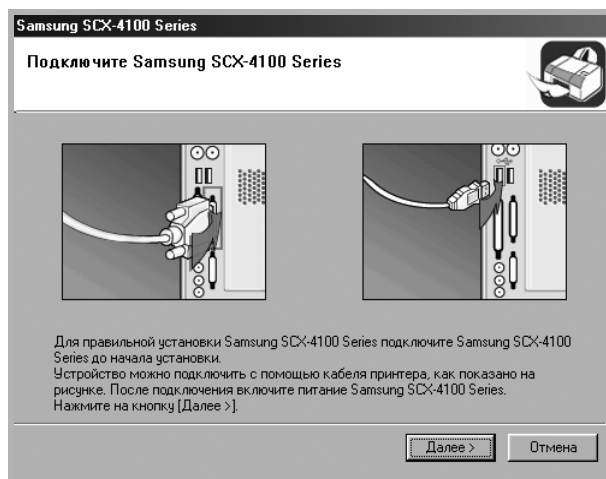 Samsung SCX-4100 Series
Подключите Samsung SCX-4100 Series
Для правильной установки Samsung SCX-4100 Series подключите Samsung SCX-4100
Series до начала установки.
Устройство можно подключить с помощью кабеля принтера, как показано на
рисунке. После подключения включите питание Samsung SCX-4100 Series.
Нажмите на кнопку [Далее >].
Далее >
Отмена